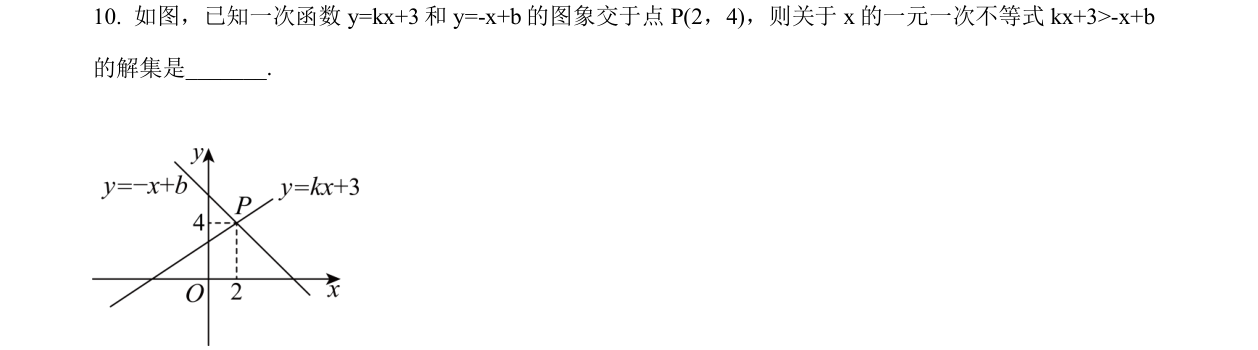 10. 如图，已知一次函数 y=kx+3 和 y=-x+b 的图象交于点 P(2，4)，则关于 x 的一元一次不等式 kx+3>-x+b
的解集是_______.
y
y=−x+b
P
y=kx+3
4
O
2
x